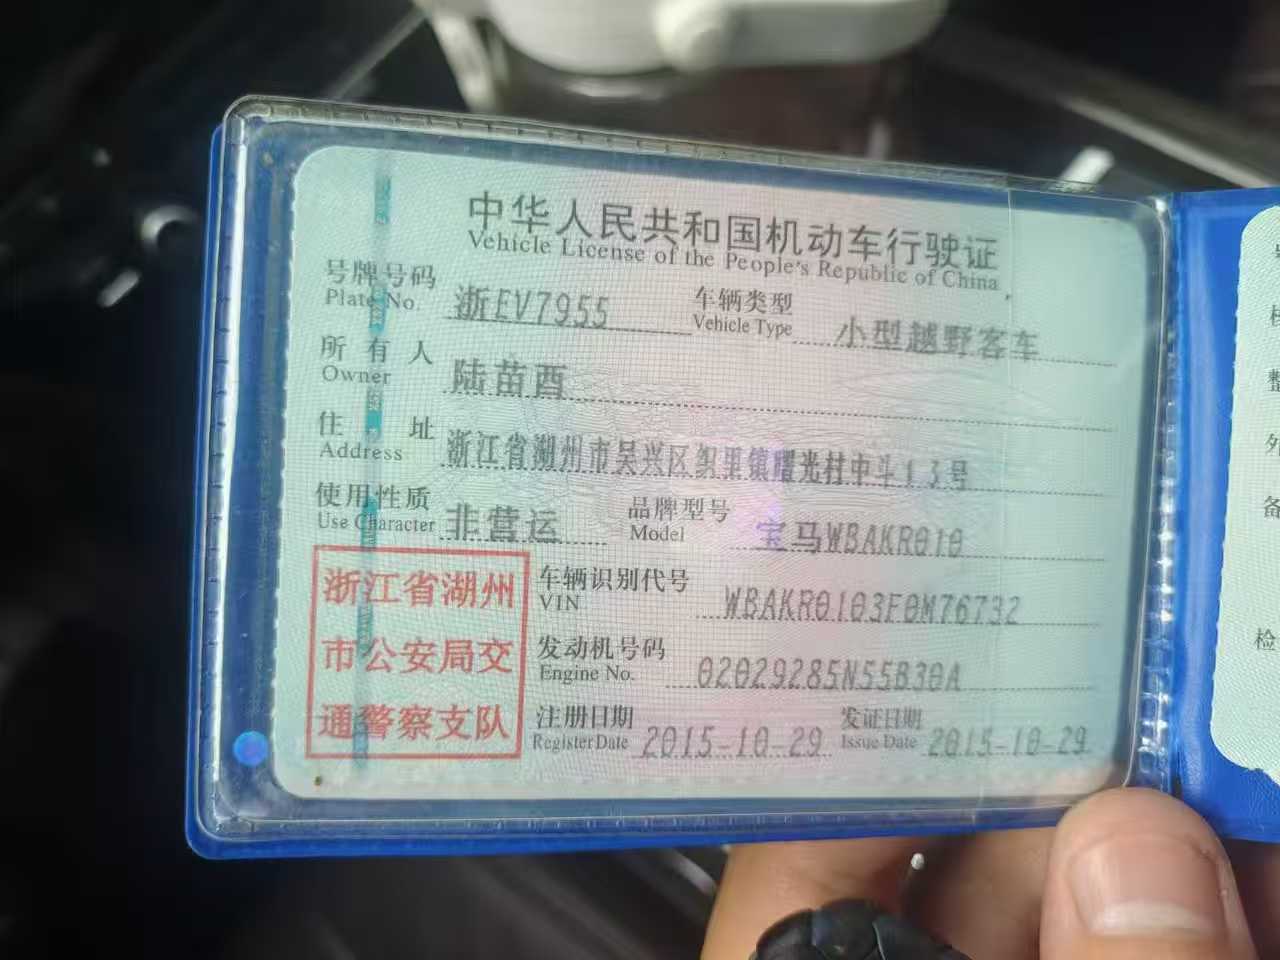 中华人民共和国机动车行驶证
Vehicle License of the People's Republic of China
号牌号码 浙EV7955 车辆类型 小型越野客车
Plate No. Vehicle Type
所有人 陆苗酉
Owner
住址 浙江省湖州市吴兴区织里镇曙光村中斗13号
Address
使用性质 非营运 品牌型号 宝马WBAKR010
Use Character Model
浙江省湖州
市公安局交
通警察支队
车辆识别代号 WBAKR0103F0M76732
VIN
发动机号码 02029285N55B30A
Engine No.
注册日期 2015-10-29 发证日期 2015-10-29
Register Date Issue Date
整
外
备
检